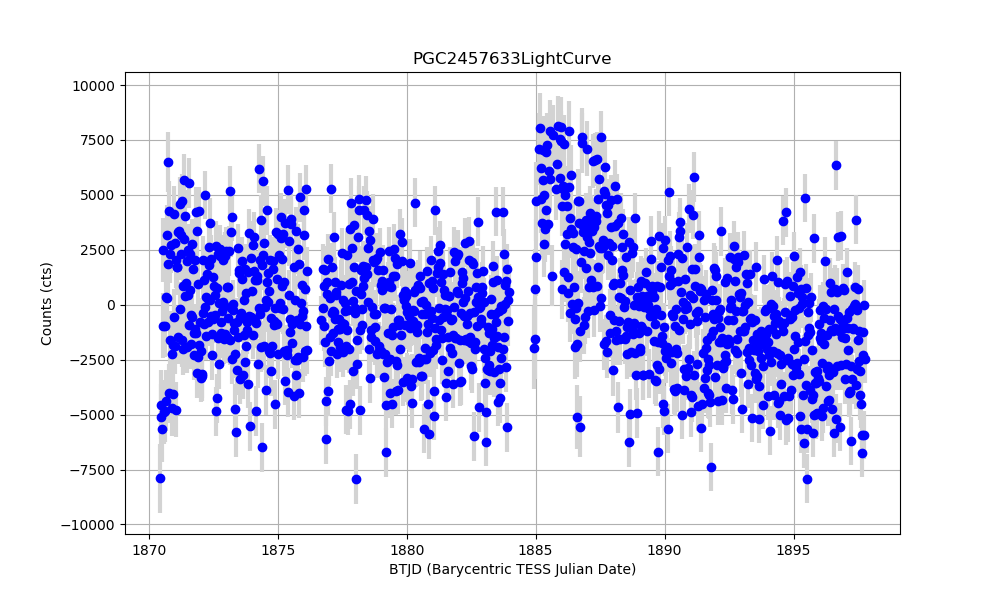 PGC2457633LightCurve
10000
7500
5000
2500
0
−2500
−5000
−7500
−10000
Counts (cts)
1870 1875 1880 1885 1890 1895
BTJD (Barycentric TESS Julian Date)